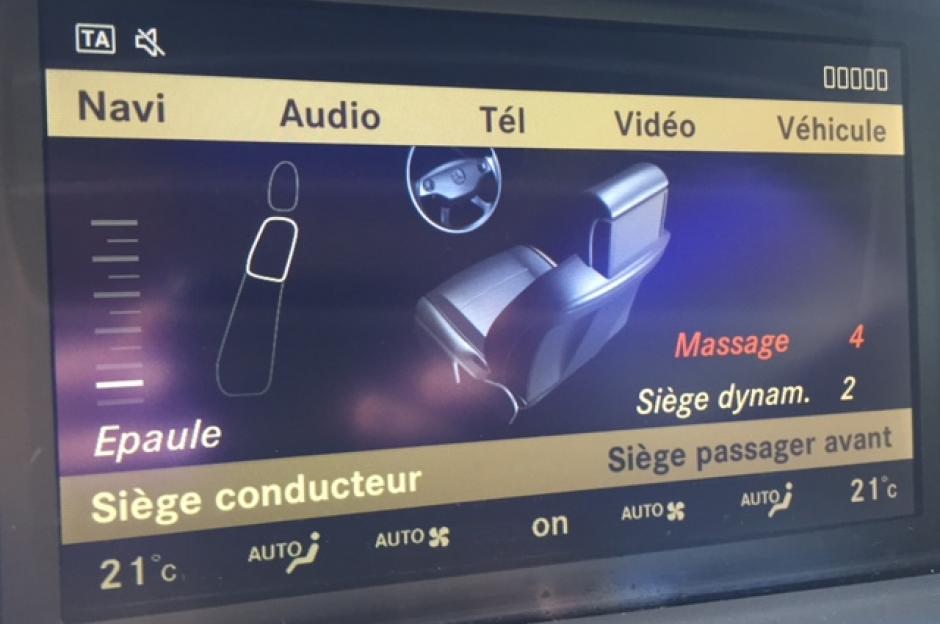 TA
Navi Audio Tél Vidéo Véhicule
Massage 4
Siège dynam. 2
Epaule
Siège conducteur Siège passager avant
21°C AUTO AUTO on AUTO AUTO 21°C